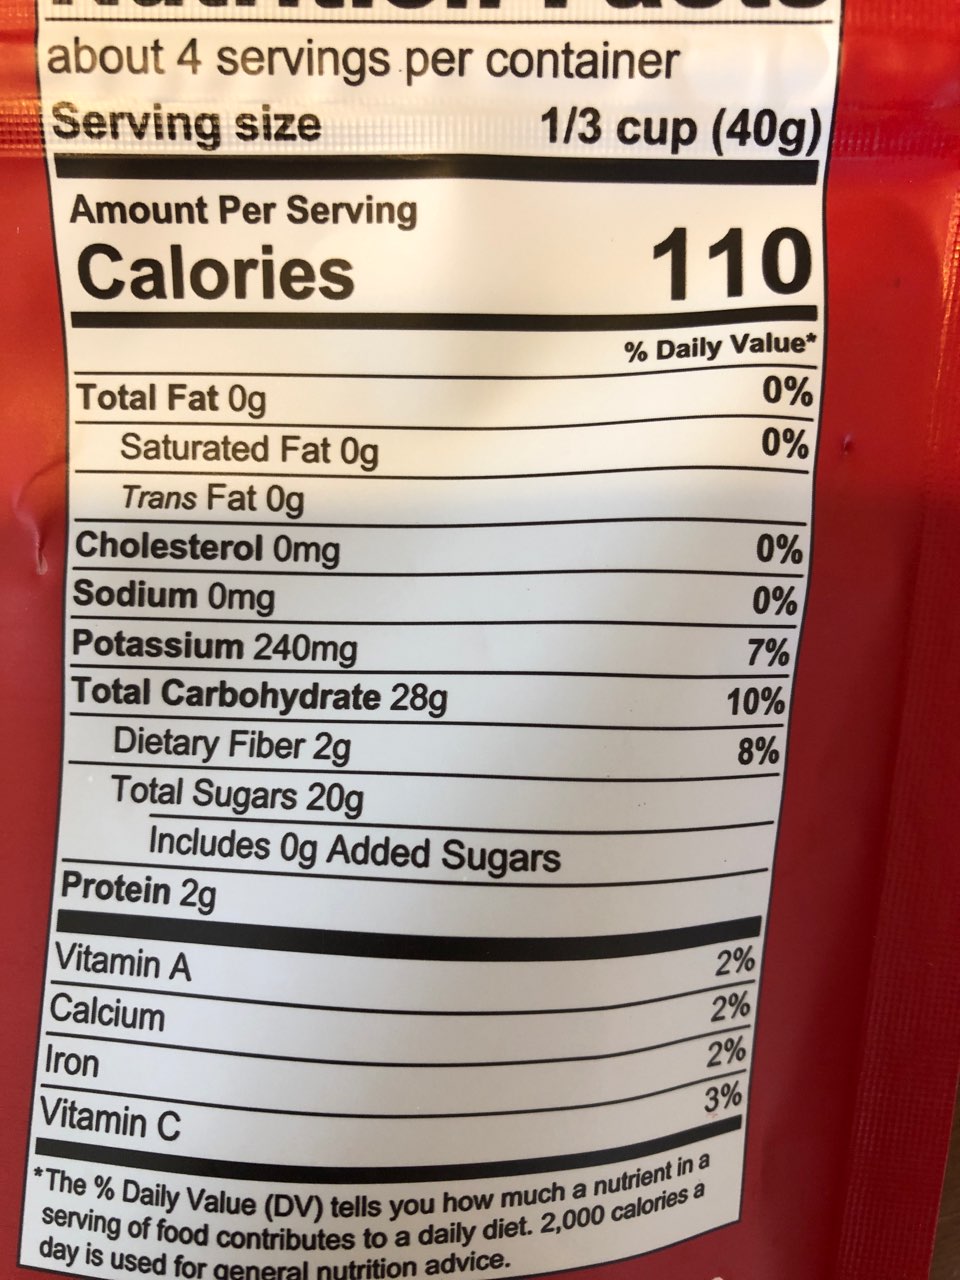 Nutrition Facts
about 4 servings per container
Serving size 1/3 cup (40g)
Amount Per Serving
Calories 110
% Daily Value*
Total Fat 0g 0%
Saturated Fat 0g 0%
Trans Fat 0g
Cholesterol 0mg 0%
Sodium 0mg 0%
Potassium 240mg 7%
Total Carbohydrate 28g 10%
Dietary Fiber 2g 8%
Total Sugars 20g
Includes 0g Added Sugars
Protein 2g
Vitamin A 2%
Calcium 2%
Iron 2%
Vitamin C 3%
*The % Daily Value (DV) tells you how much a nutrient in a
serving of food contributes to a daily diet. 2,000 calories a
day is used for general nutrition advice.